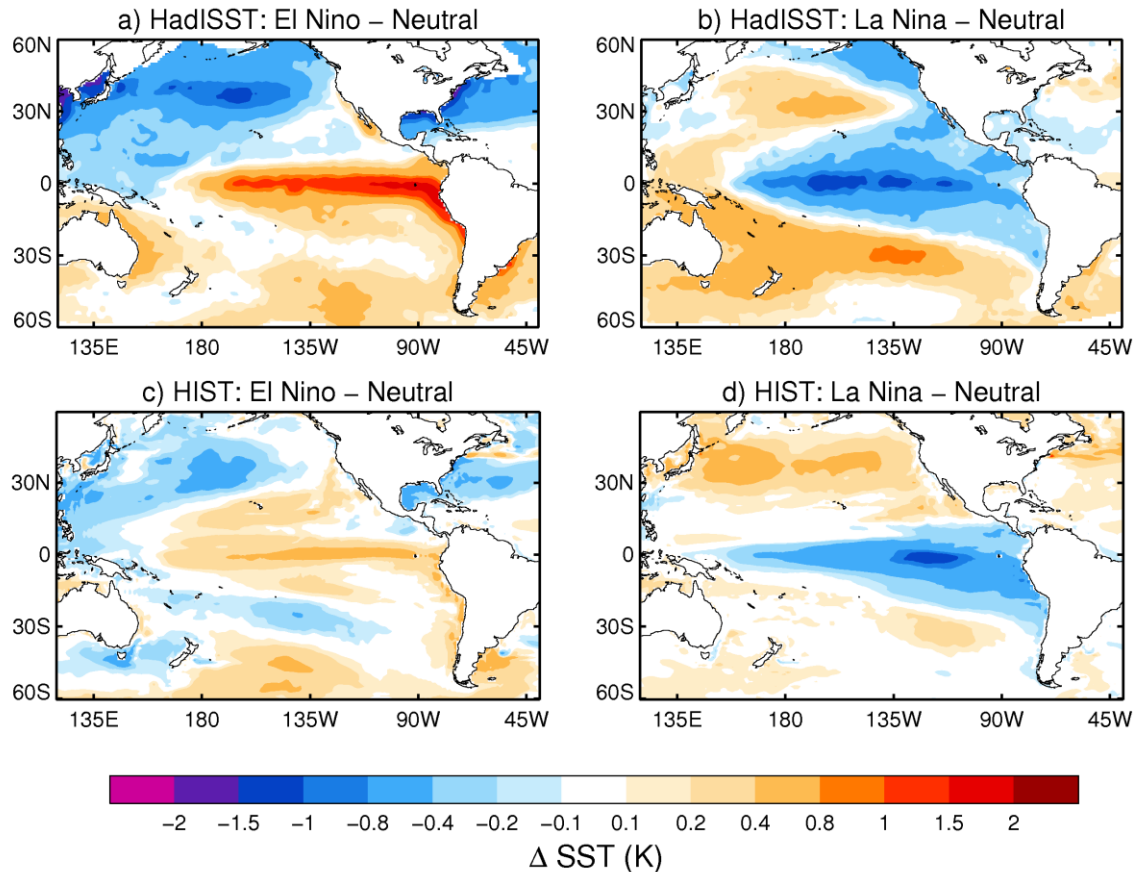 a) HadISST: El Nino – Neutral
b) HadISST: La Nina – Neutral
60N
30N
0
30S
60S
135E 180 135W 90W 45W
60N
30N
0
30S
60S
135E 180 135W 90W 45W
c) HIST: El Nino – Neutral
d) HIST: La Nina – Neutral
30N
0
30S
60S
135E 180 135W 90W 45W
30N
0
30S
60S
135E 180 135W 90W 45W
−2 −1.5 −1 −0.8 −0.4 −0.2 −0.1 0.1 0.2 0.4 0.8 1 1.5 2
Δ SST (K)